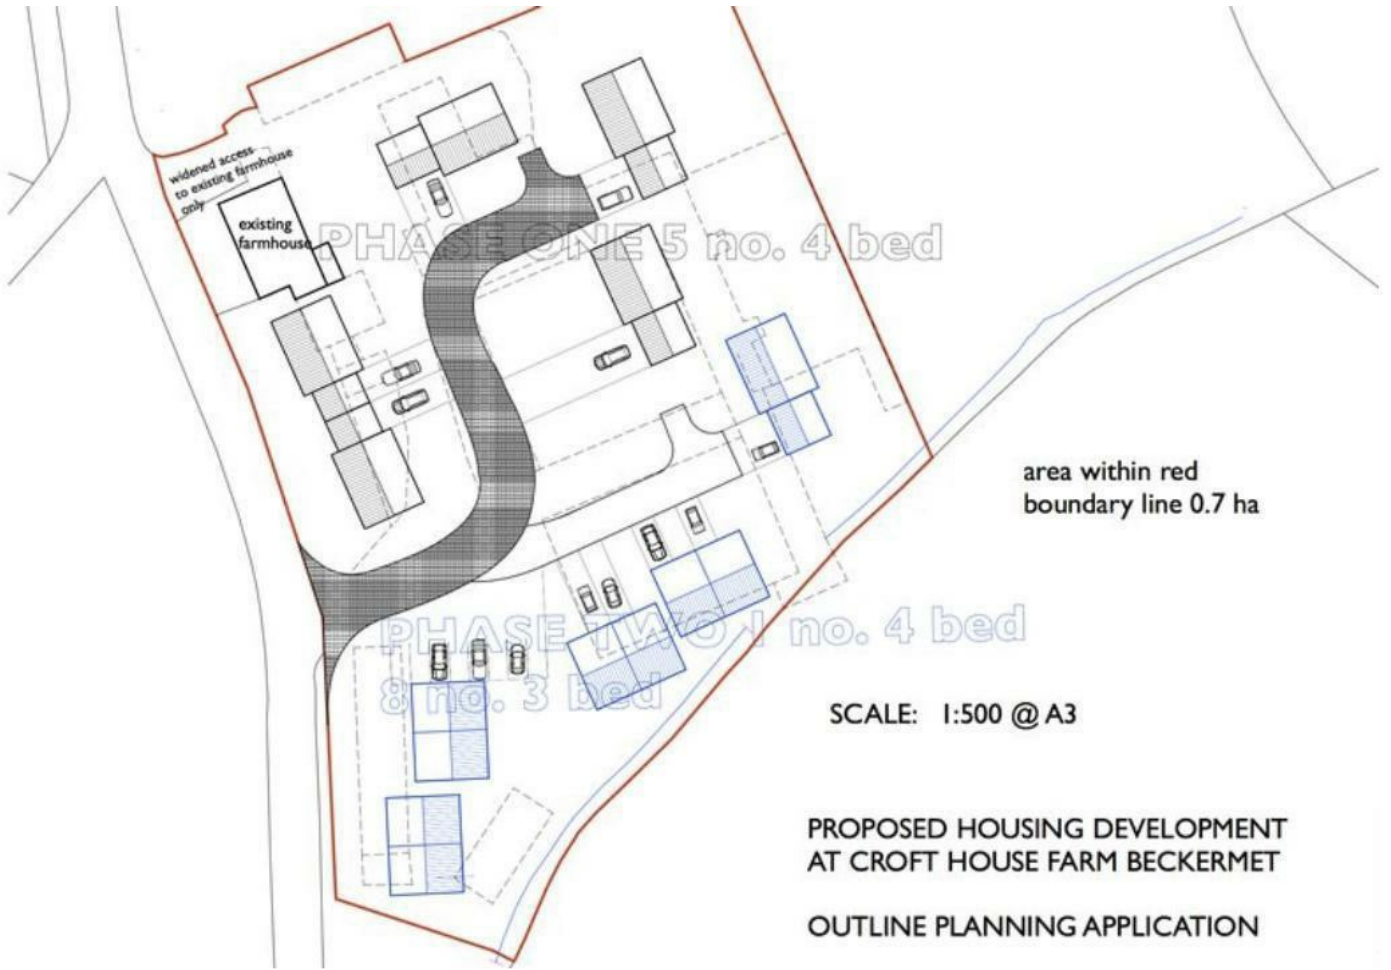 widened access
to existing farmhouse
only
existing
farmhouse
PHASE ONE 5 no. 4 bed
area within red
boundary line 0.7 ha
PHASE TWO 1 no. 4 bed
8 no. 3 bed
SCALE: 1:500 @ A3
PROPOSED HOUSING DEVELOPMENT
AT CROFT HOUSE FARM BECKERMET
OUTLINE PLANNING APPLICATION